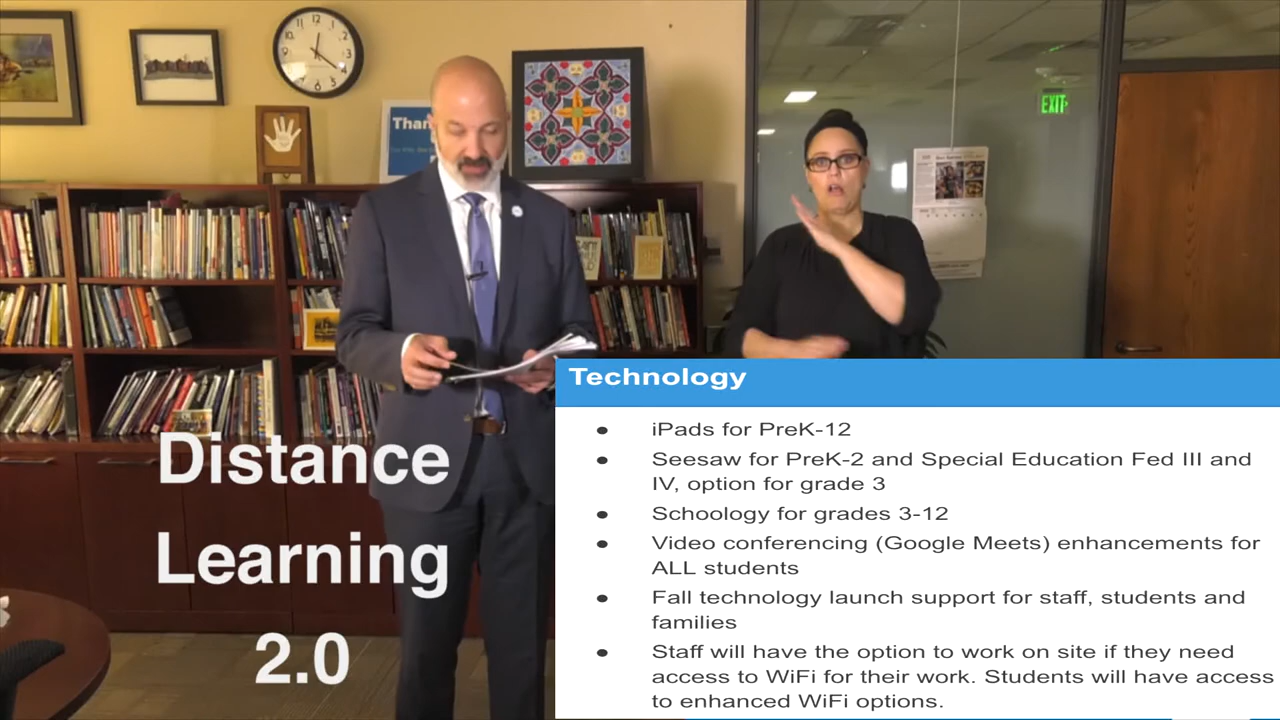 Than
EXIT
Technology
● iPads for PreK-12
● Seesaw for PreK-2 and Special Education Fed III and
IV, option for grade 3
● Schoology for grades 3-12
● Video conferencing (Google Meets) enhancements for
ALL students
● Fall technology launch support for staff, students and
families
● Staff will have the option to work on site if they need
access to WiFi for their work. Students will have access
to enhanced WiFi options.
Distance
Learning
2.0